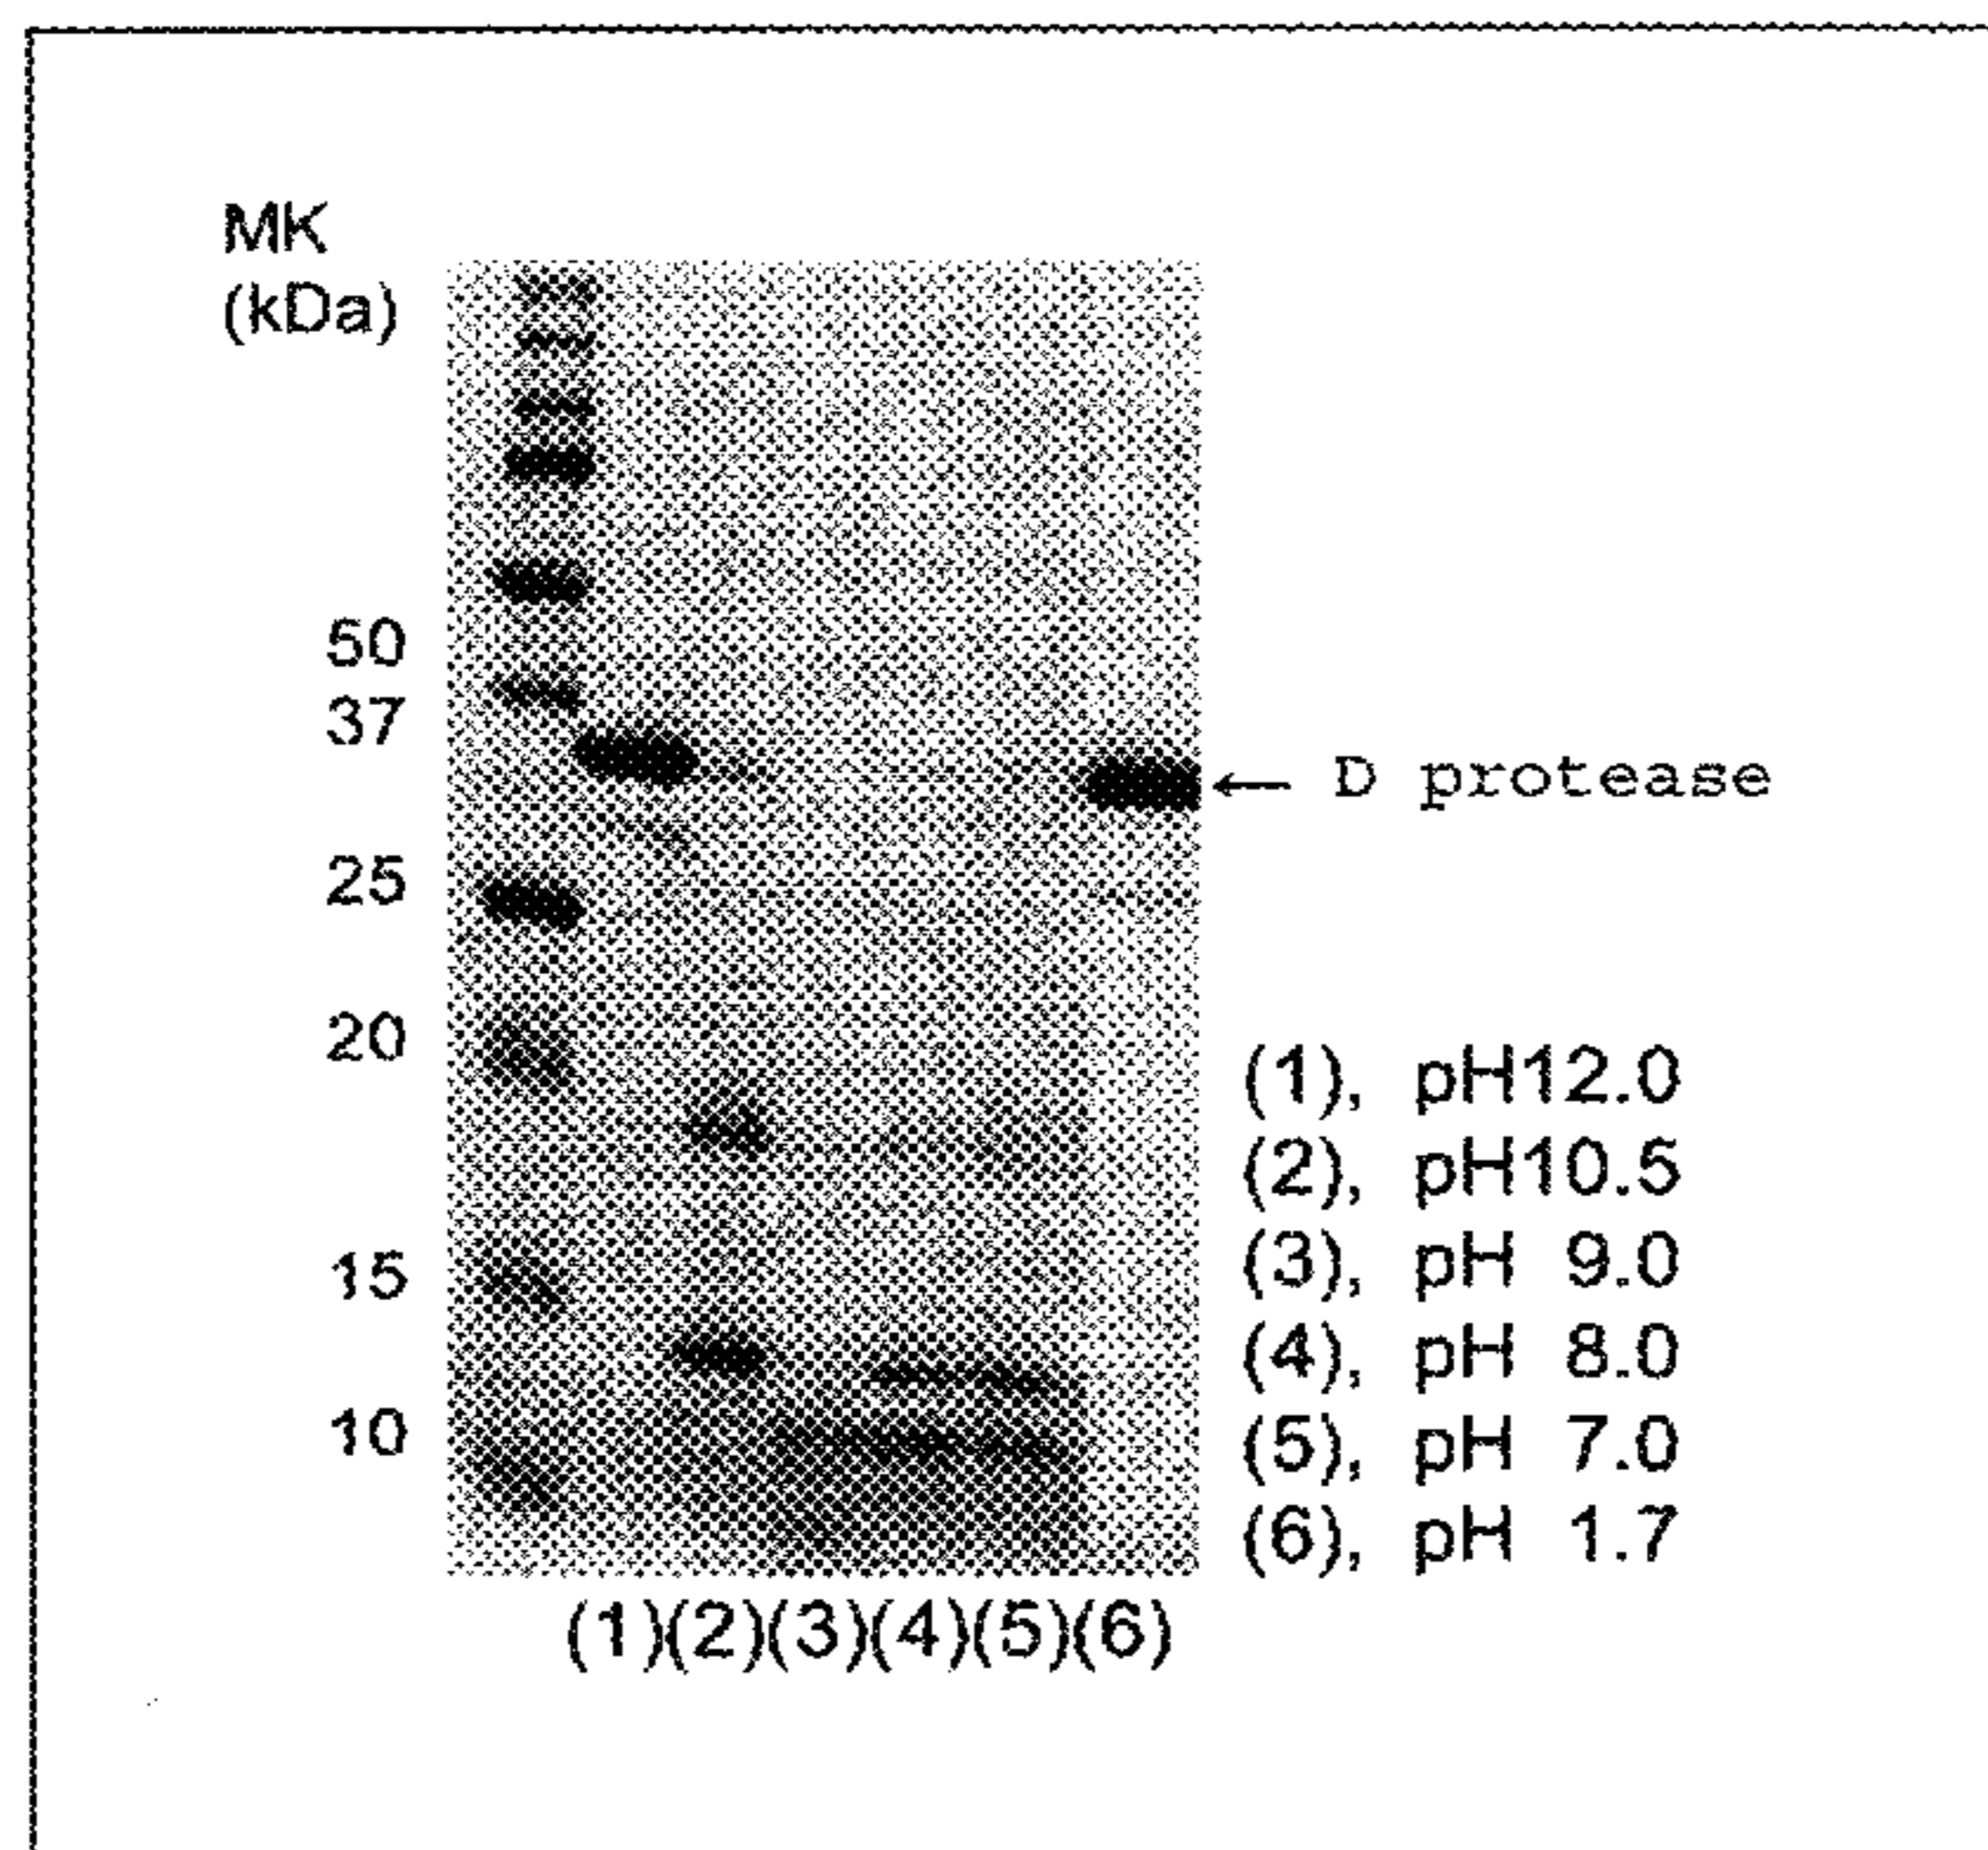 MK
(kDa)
50
37
25
20
15
10
← D protease
(1), pH12.0
(2), pH10.5
(3), pH 9.0
(4), pH 8.0
(5), pH 7.0
(6), pH 1.7
(1)(2)(3)(4)(5)(6)